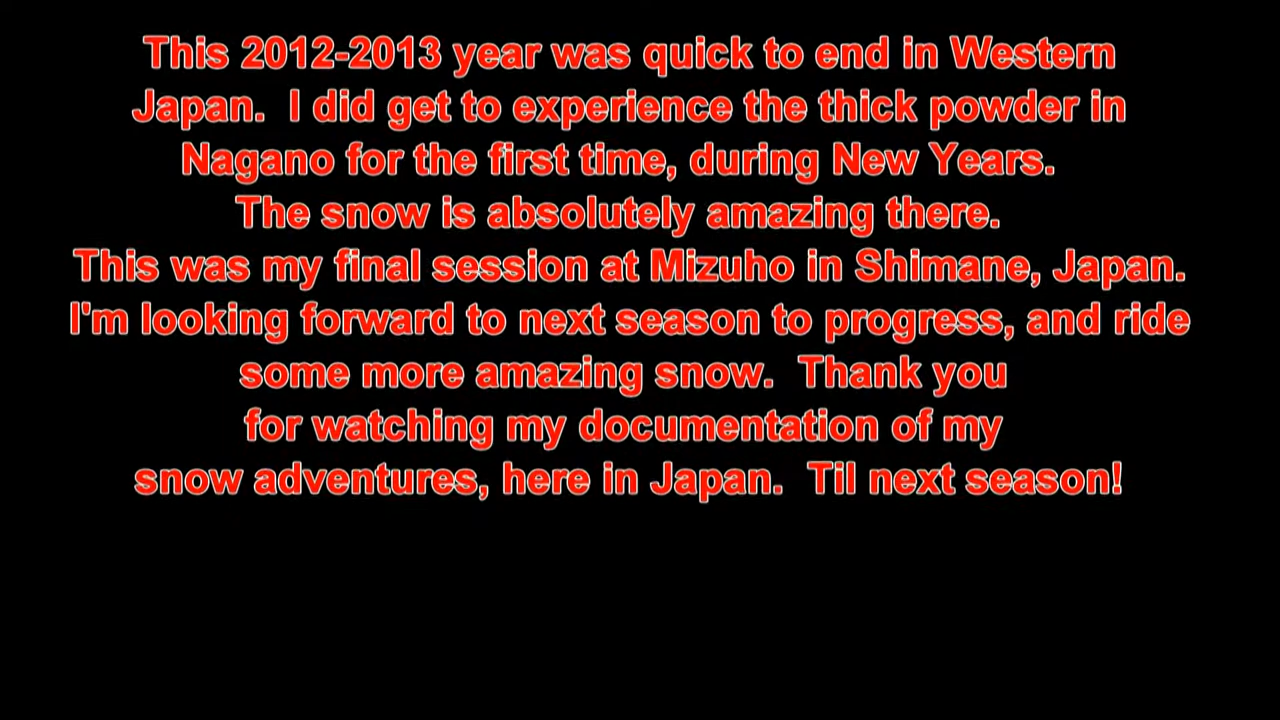 This 2012-2013 year was quick to end in Western
Japan.  I did get to experience the thick powder in
Nagano for the first time, during New Years.
The snow is absolutely amazing there.
This was my final session at Mizuho in Shimane, Japan.
I'm looking forward to next season to progress, and ride
some more amazing snow.  Thank you
for watching my documentation of my
snow adventures, here in Japan.  Til next season!